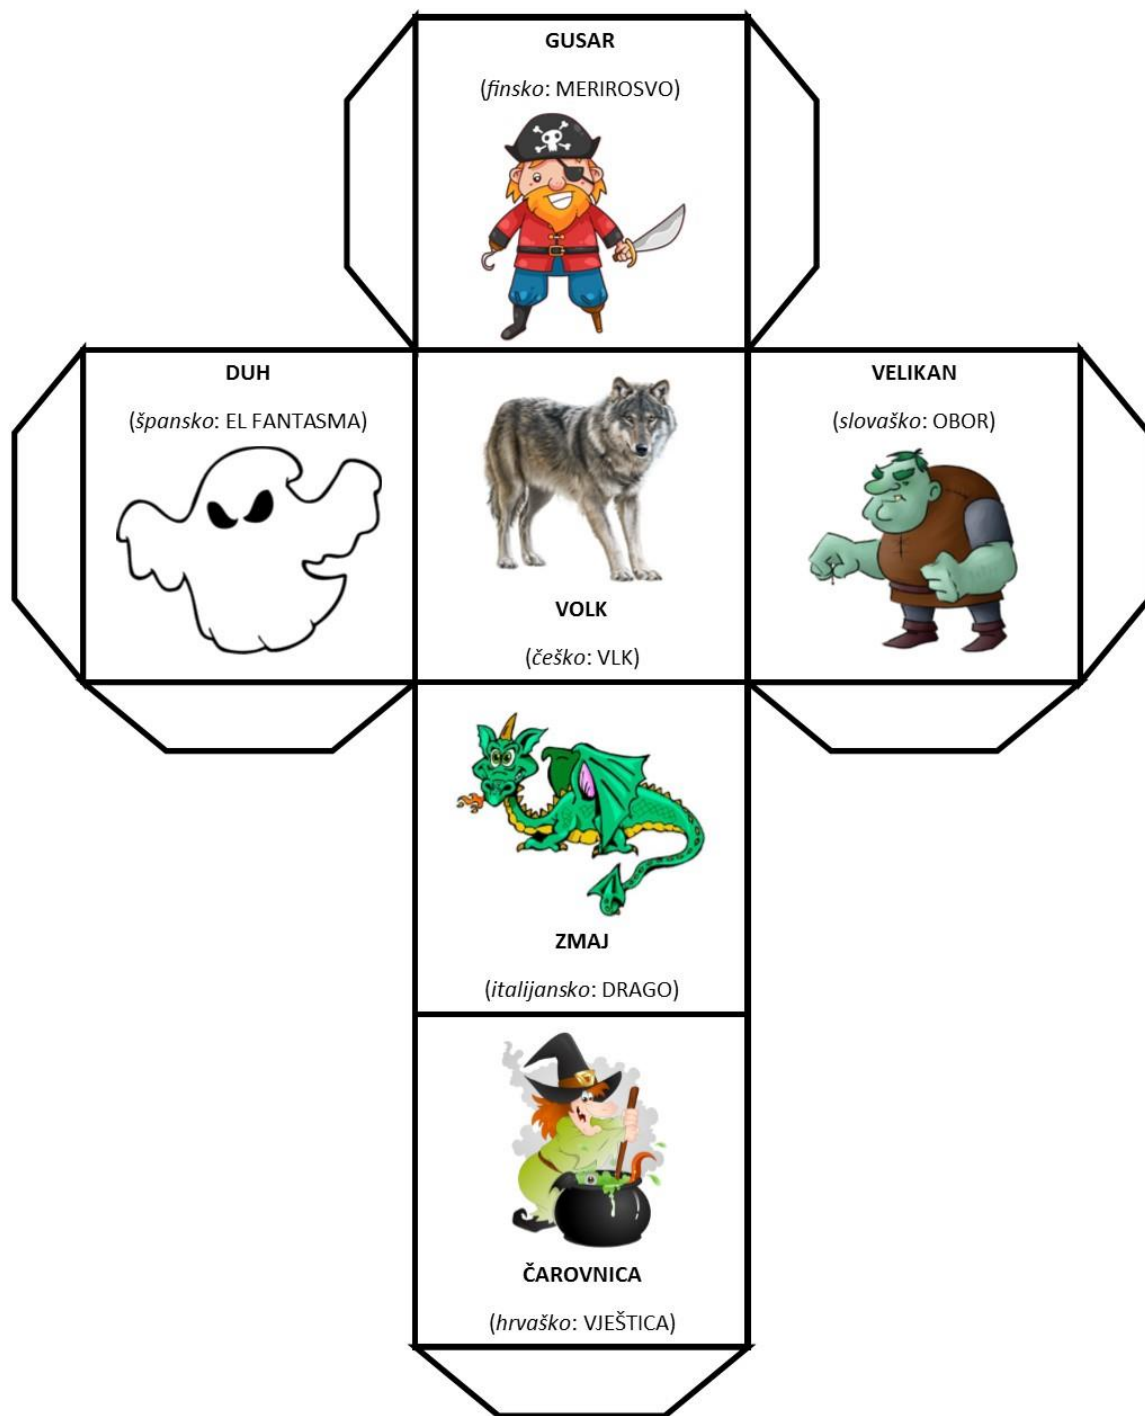 GUSAR
(finsko: MERIROSVO)
DUH
(špansko: EL FANTASMA)
VOLK
(češko: VLK)
VELIKAN
(slovaško: OBOR)
ZMAJ
(italijansko: DRAGO)
ČAROVNICA
(hrvaško: VJEŠTICA)